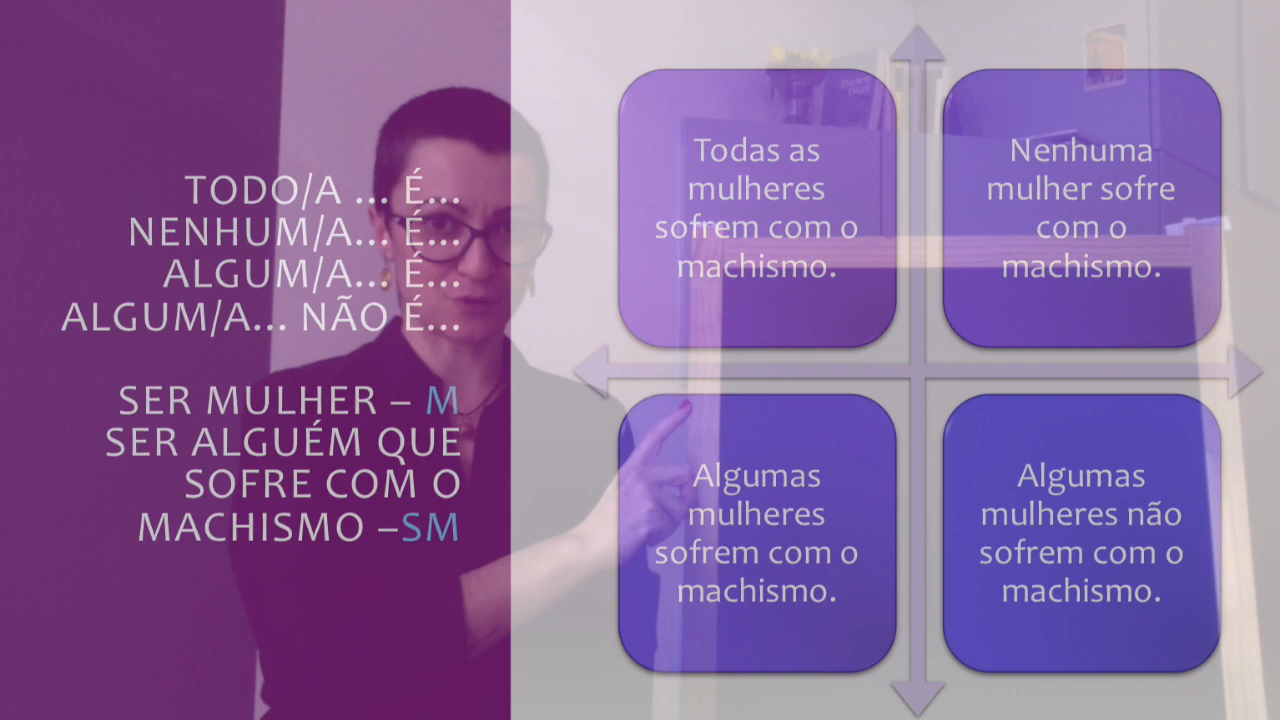 TODO/A ... É...
NENHUM/A... É...
ALGUM/A... É...
ALGUM/A... NÃO É...
SER MULHER – M
SER ALGUÉM QUE
SOFRE COM O
MACHISMO –SM
Todas as
mulheres
sofrem com o
machismo.
Nenhuma
mulher sofre
com o
machismo.
Algumas
mulheres
sofrem com o
machismo.
Algumas
mulheres não
sofrem com o
machismo.